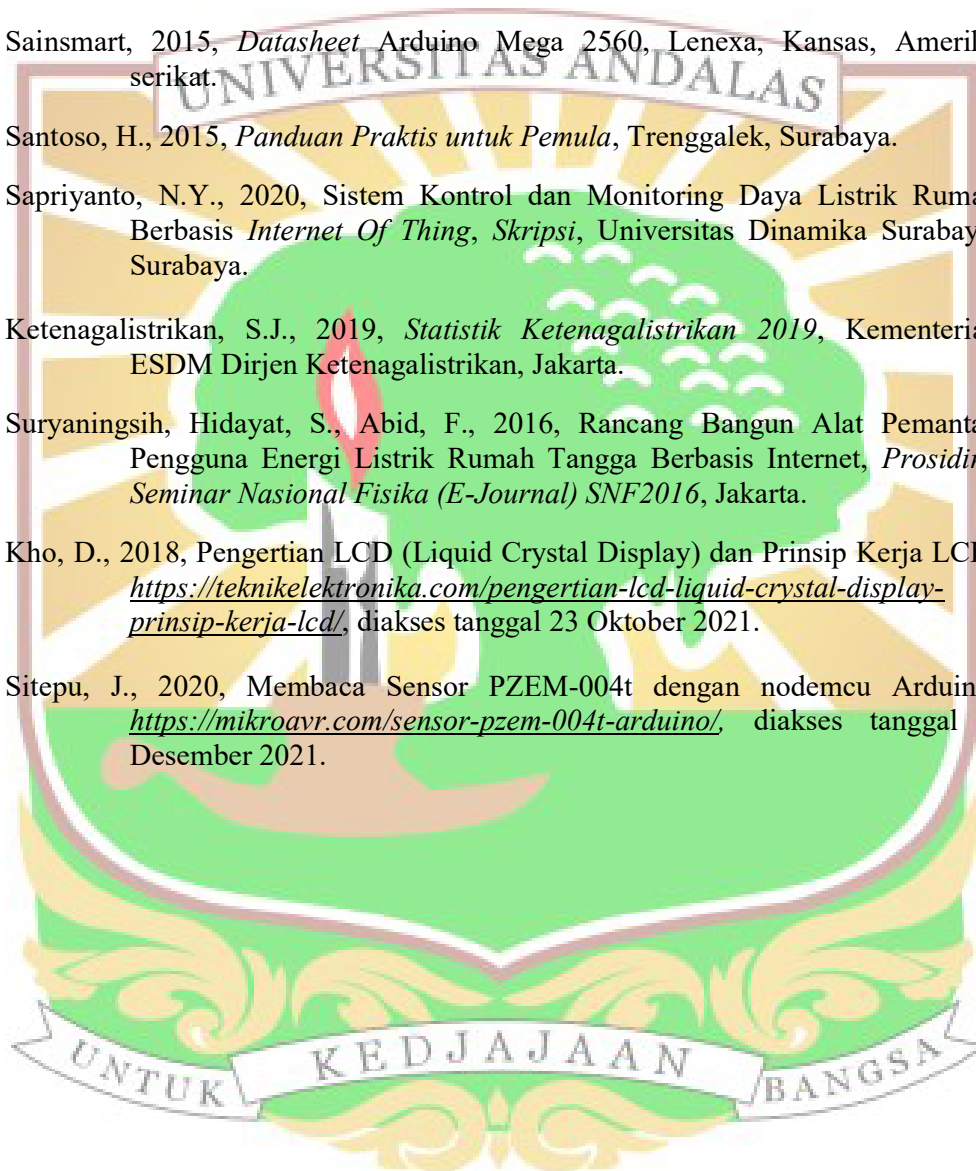 Sainsmart, 2015, Datasheet Arduino Mega 2560, Lenexa, Kansas, Amerik
serikat.
UNIVERSITAS ANDALAS
Santoso, H., 2015, Panduan Praktis untuk Pemula, Trenggalek, Surabaya.
Sapriyanto, N.Y., 2020, Sistem Kontrol dan Monitoring Daya Listrik Ruma
Berbasis Internet Of Thing, Skripsi, Universitas Dinamika Surabay
Surabaya.
Ketenagalistrikan, S.J., 2019, Statistik Ketenagalistrikan 2019, Kementeria
ESDM Dirjen Ketenagalistrikan, Jakarta.
Suryaningsih, Hidayat, S., Abid, F., 2016, Rancang Bangun Alat Pemanta
Pengguna Energi Listrik Rumah Tangga Berbasis Internet, Prosidin
Seminar Nasional Fisika (E-Journal) SNF2016, Jakarta.
Kho, D., 2018, Pengertian LCD (Liquid Crystal Display) dan Prinsip Kerja LC
https://teknikelektronika.com/pengertian-lcd-liquid-crystal-display-
prinsip-kerja-lcd/, diakses tanggal 23 Oktober 2021.
Sitepu, J., 2020, Membaca Sensor PZEM-004t dengan nodemcu Arduin
https://mikroavr.com/sensor-pzem-004t-arduino/, diakses tanggal
Desember 2021.
UNTUK KEDJAJAAN BANGSA